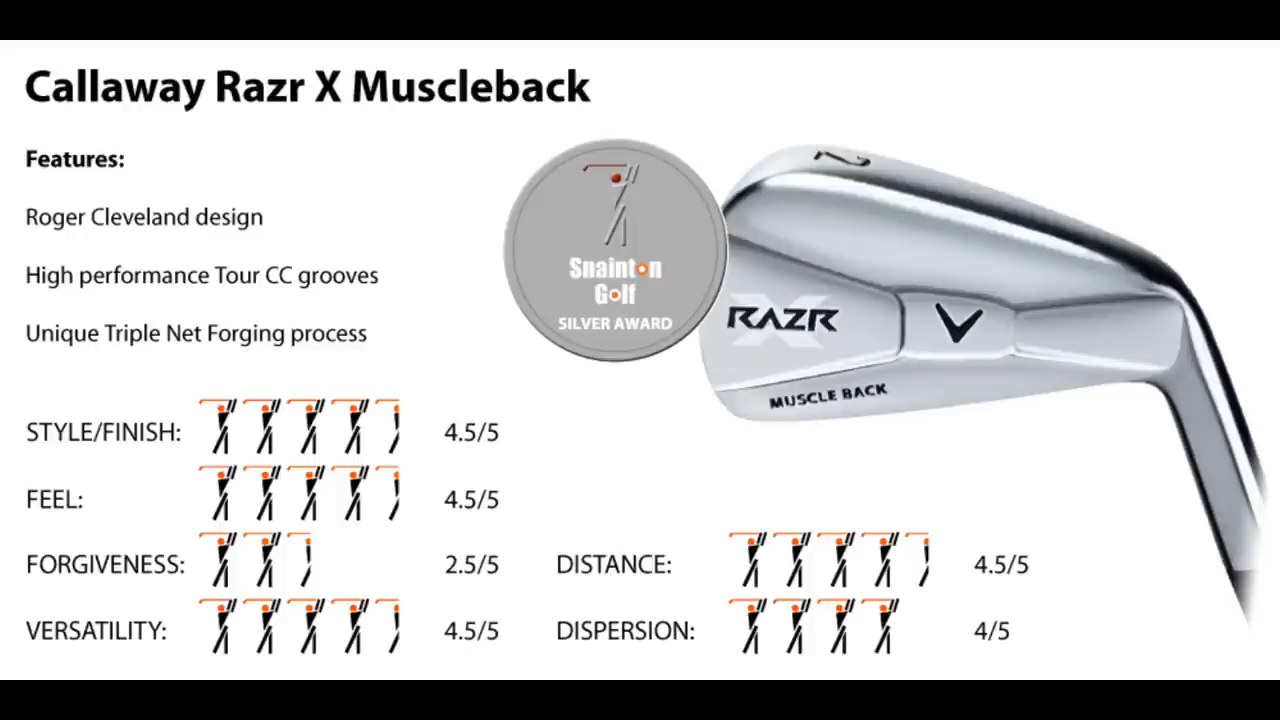 Callaway Razr X Muscleback
Features:
Roger Cleveland design
High performance Tour CC grooves
Unique Triple Net Forging process
Snainton
Golf
SILVER AWARD
2
RAZR
X
MUSCLE BACK
STYLE/FINISH: 4.5/5
FEEL: 4.5/5
FORGIVENESS: 2.5/5 DISTANCE: 4.5/5
VERSATILITY: 4.5/5 DISPERSION: 4/5